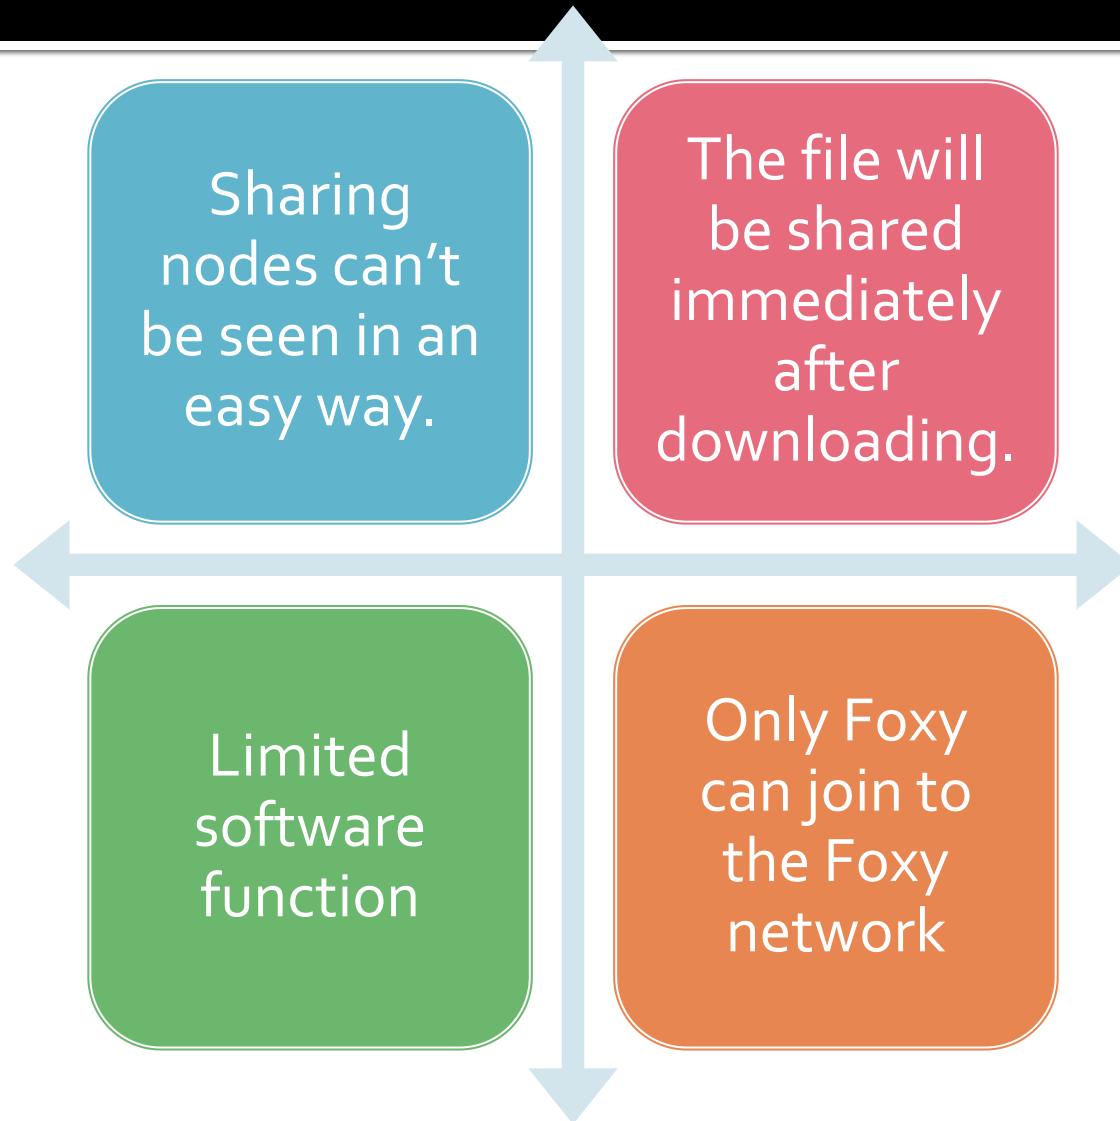 Sharing
nodes can’t
be seen in an
easy way.
The file will
be shared
immediately
after
downloading.
Limited
software
function
Only Foxy
can join to
the Foxy
network